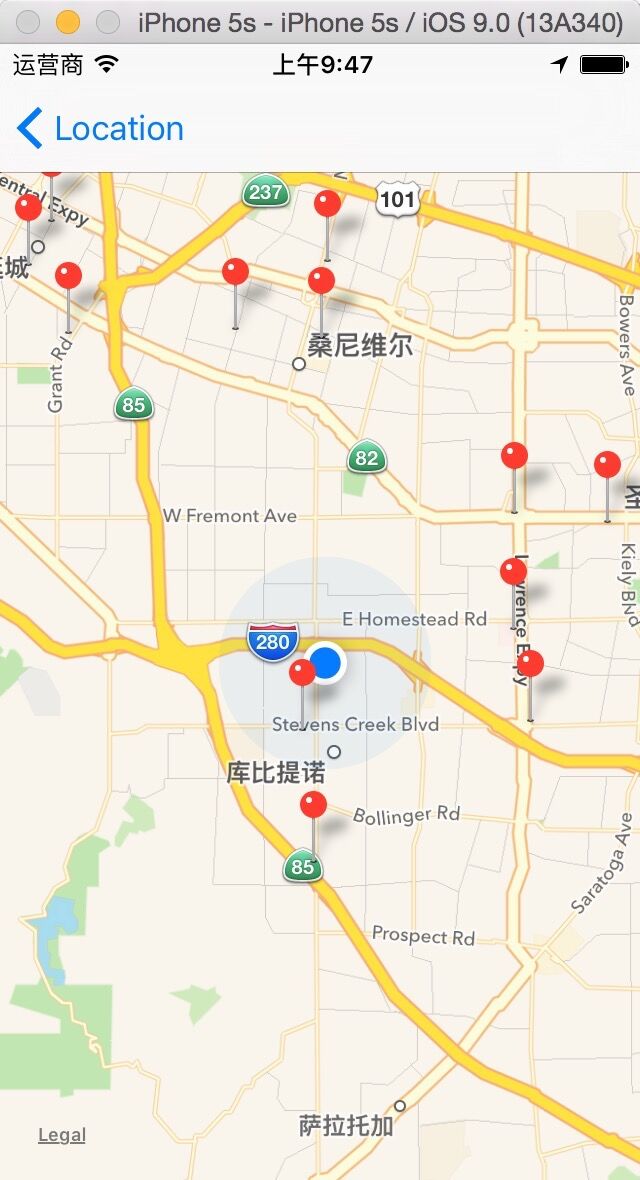 iPhone 5s - iPhone 5s / iOS 9.0 (13A340)
运营商 上午9:47
Location
237
101
Central Expy
Bowers Ave
桑尼维尔
Grant Rd
85
82
W Fremont Ave
Kiely Blvd
Lawrence Expy
E Homestead Rd
280
Stevens Creek Blvd
库比提诺
Bollinger Rd
85
Saratoga Ave
Prospect Rd
萨拉托加
Legal